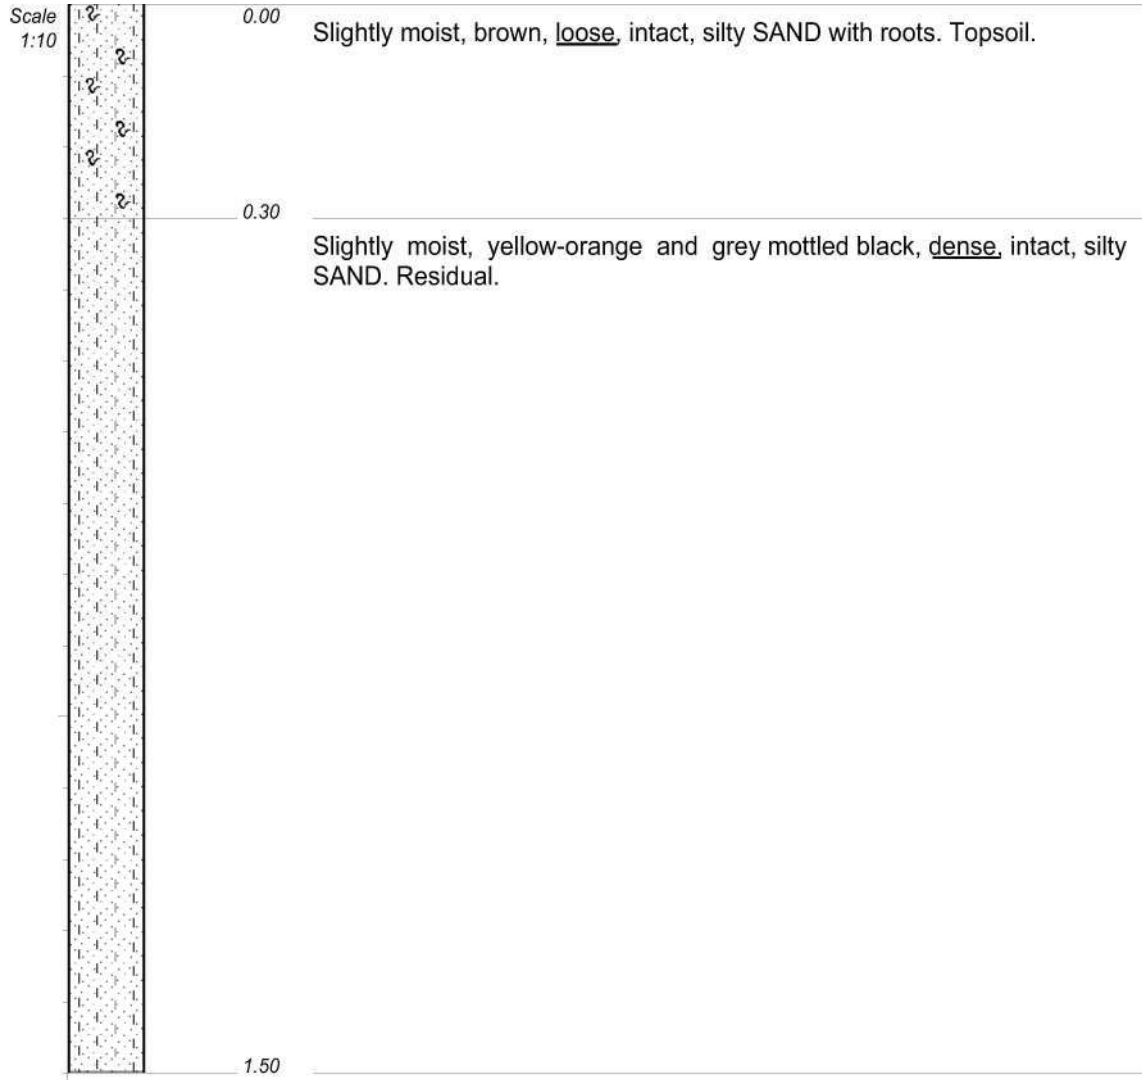 Scale
1:10
0.00
Slightly moist, brown, loose, intact, silty SAND with roots. Topsoil.
0.30
Slightly moist, yellow-orange and grey mottled black, dense, intact, silty
SAND. Residual.
1.50